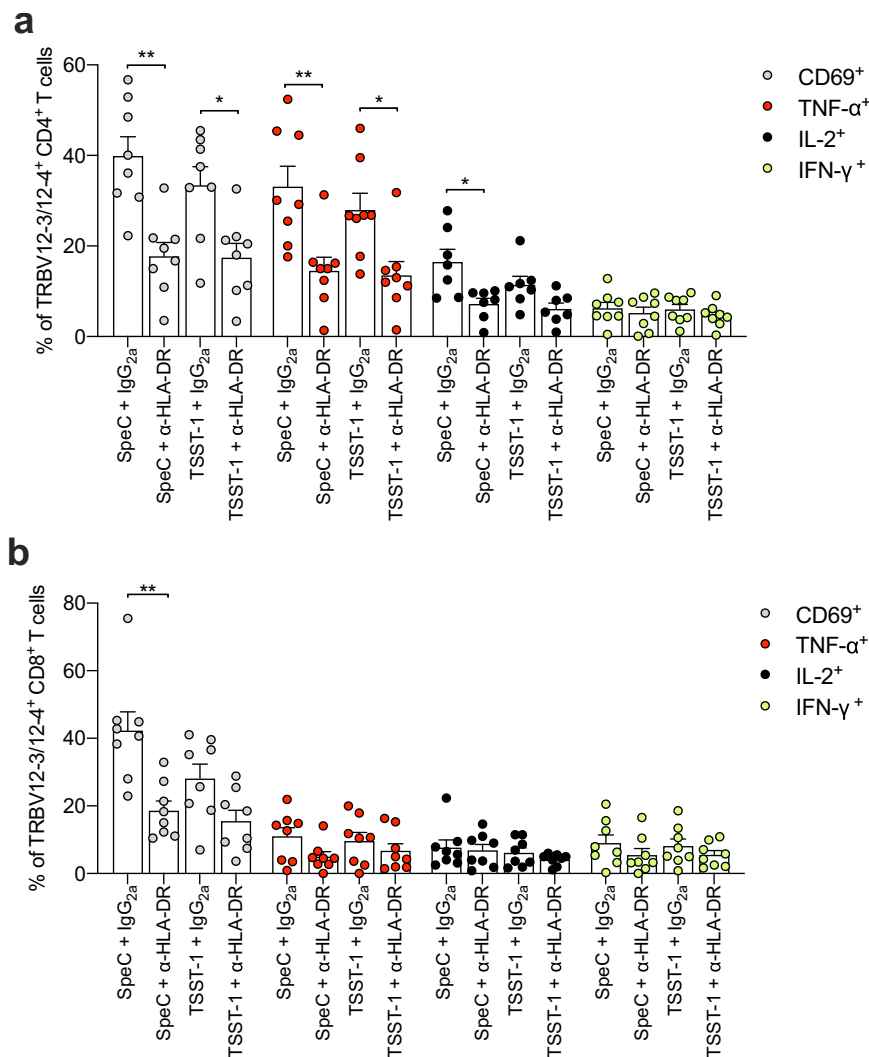 a
% of TRBV12-3/12-4⁺ CD4⁺ T cells
60
40
20
0
** * ** * *
CD69⁺
TNF-α⁺
IL-2⁺
IFN-γ⁺
SpeC + IgG₂ₐ
SpeC + α-HLA-DR
TSST-1 + IgG₂ₐ
TSST-1 + α-HLA-DR
SpeC + IgG₂ₐ
SpeC + α-HLA-DR
TSST-1 + IgG₂ₐ
TSST-1 + α-HLA-DR
SpeC + IgG₂ₐ
SpeC + α-HLA-DR
TSST-1 + IgG₂ₐ
TSST-1 + α-HLA-DR
SpeC + IgG₂ₐ
SpeC + α-HLA-DR
TSST-1 + IgG₂ₐ
TSST-1 + α-HLA-DR
b
% of TRBV12-3/12-4⁺ CD8⁺ T cells
80
60
40
20
0
**
CD69⁺
TNF-α⁺
IL-2⁺
IFN-γ⁺
SpeC + IgG₂ₐ
SpeC + α-HLA-DR
TSST-1 + IgG₂ₐ
TSST-1 + α-HLA-DR
SpeC + IgG₂ₐ
SpeC + α-HLA-DR
TSST-1 + IgG₂ₐ
TSST-1 + α-HLA-DR
SpeC + IgG₂ₐ
SpeC + α-HLA-DR
TSST-1 + IgG₂ₐ
TSST-1 + α-HLA-DR
SpeC + IgG₂ₐ
SpeC + α-HLA-DR
TSST-1 + IgG₂ₐ
TSST-1 + α-HLA-DR